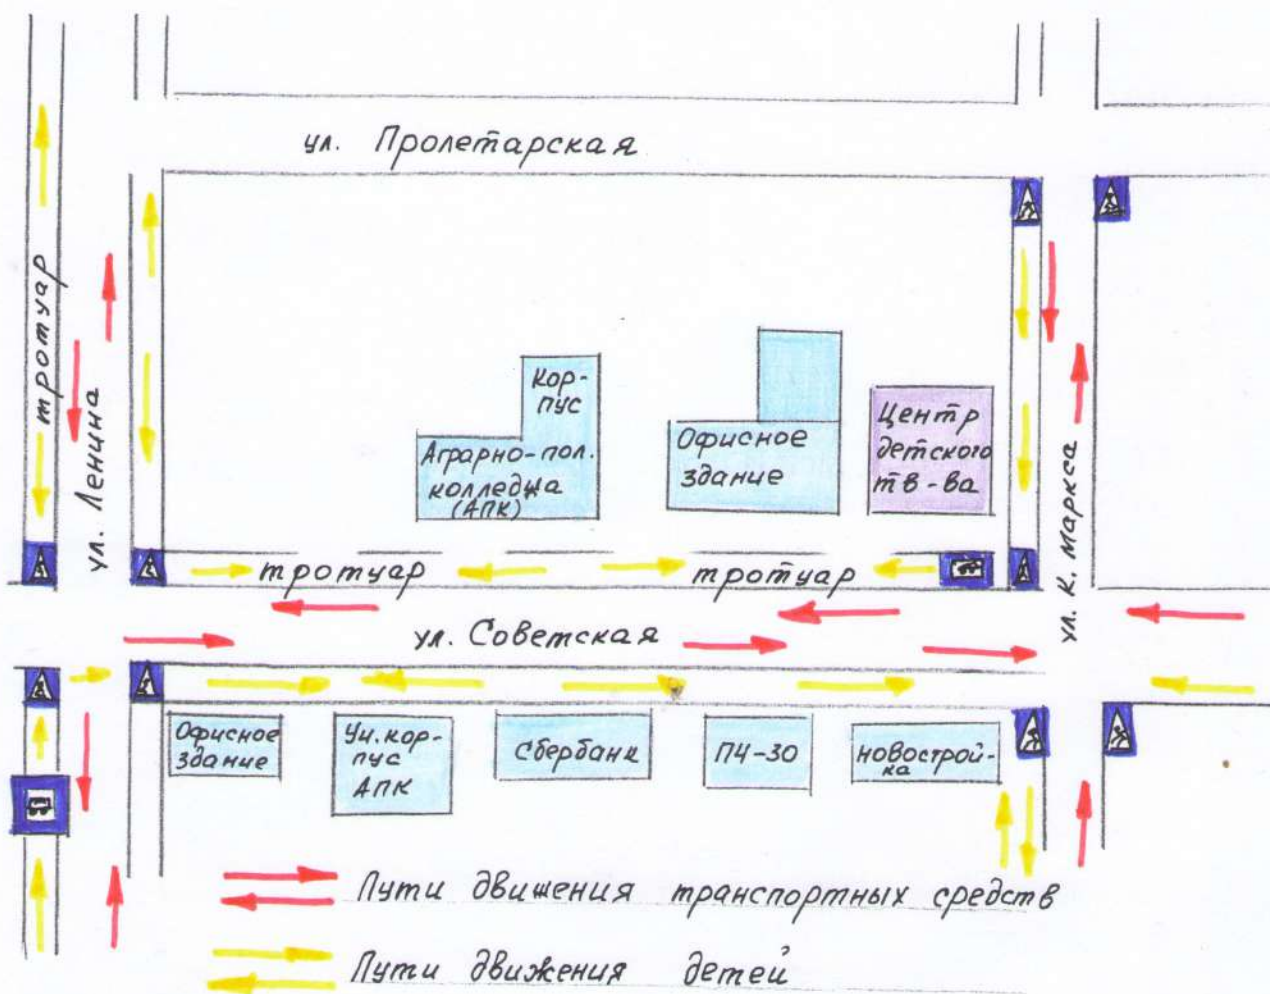 ул. Пролетарская
тротуар
ул. Ленина
Кор-
пус
Аграрно-пол.
колледжа
(АПК)
Офисное
здание
Центр
детского
тв-ва
ул. К. Маркса
тротуар
тротуар
ул. Советская
Офисное
здание
Уч. кор-
пус
АПК
Сбербанк
ПЧ-30
новострой-
ка
Пути движения транспортных средств
Пути движения детей